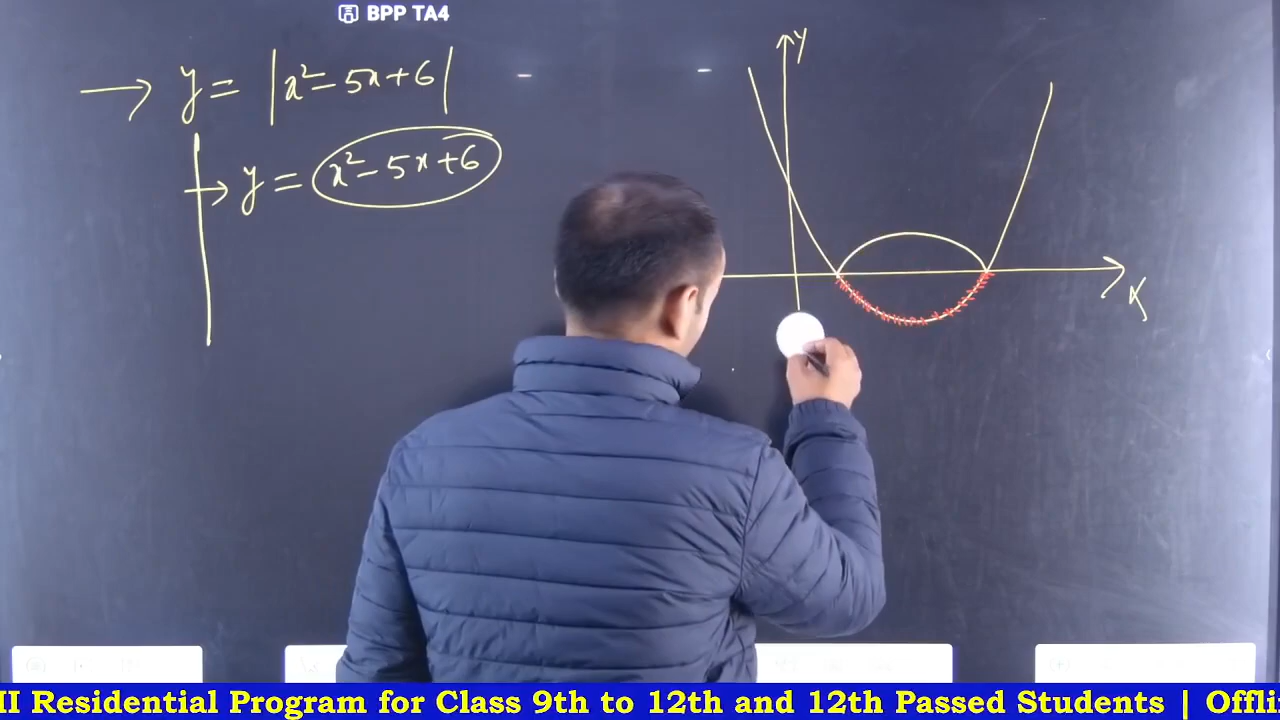 BPP TA4
→ y = |x² - 5x + 6|
→ y = x² - 5x + 6
Y
X
II Residential Program for Class 9th to 12th and 12th Passed Students | Offli